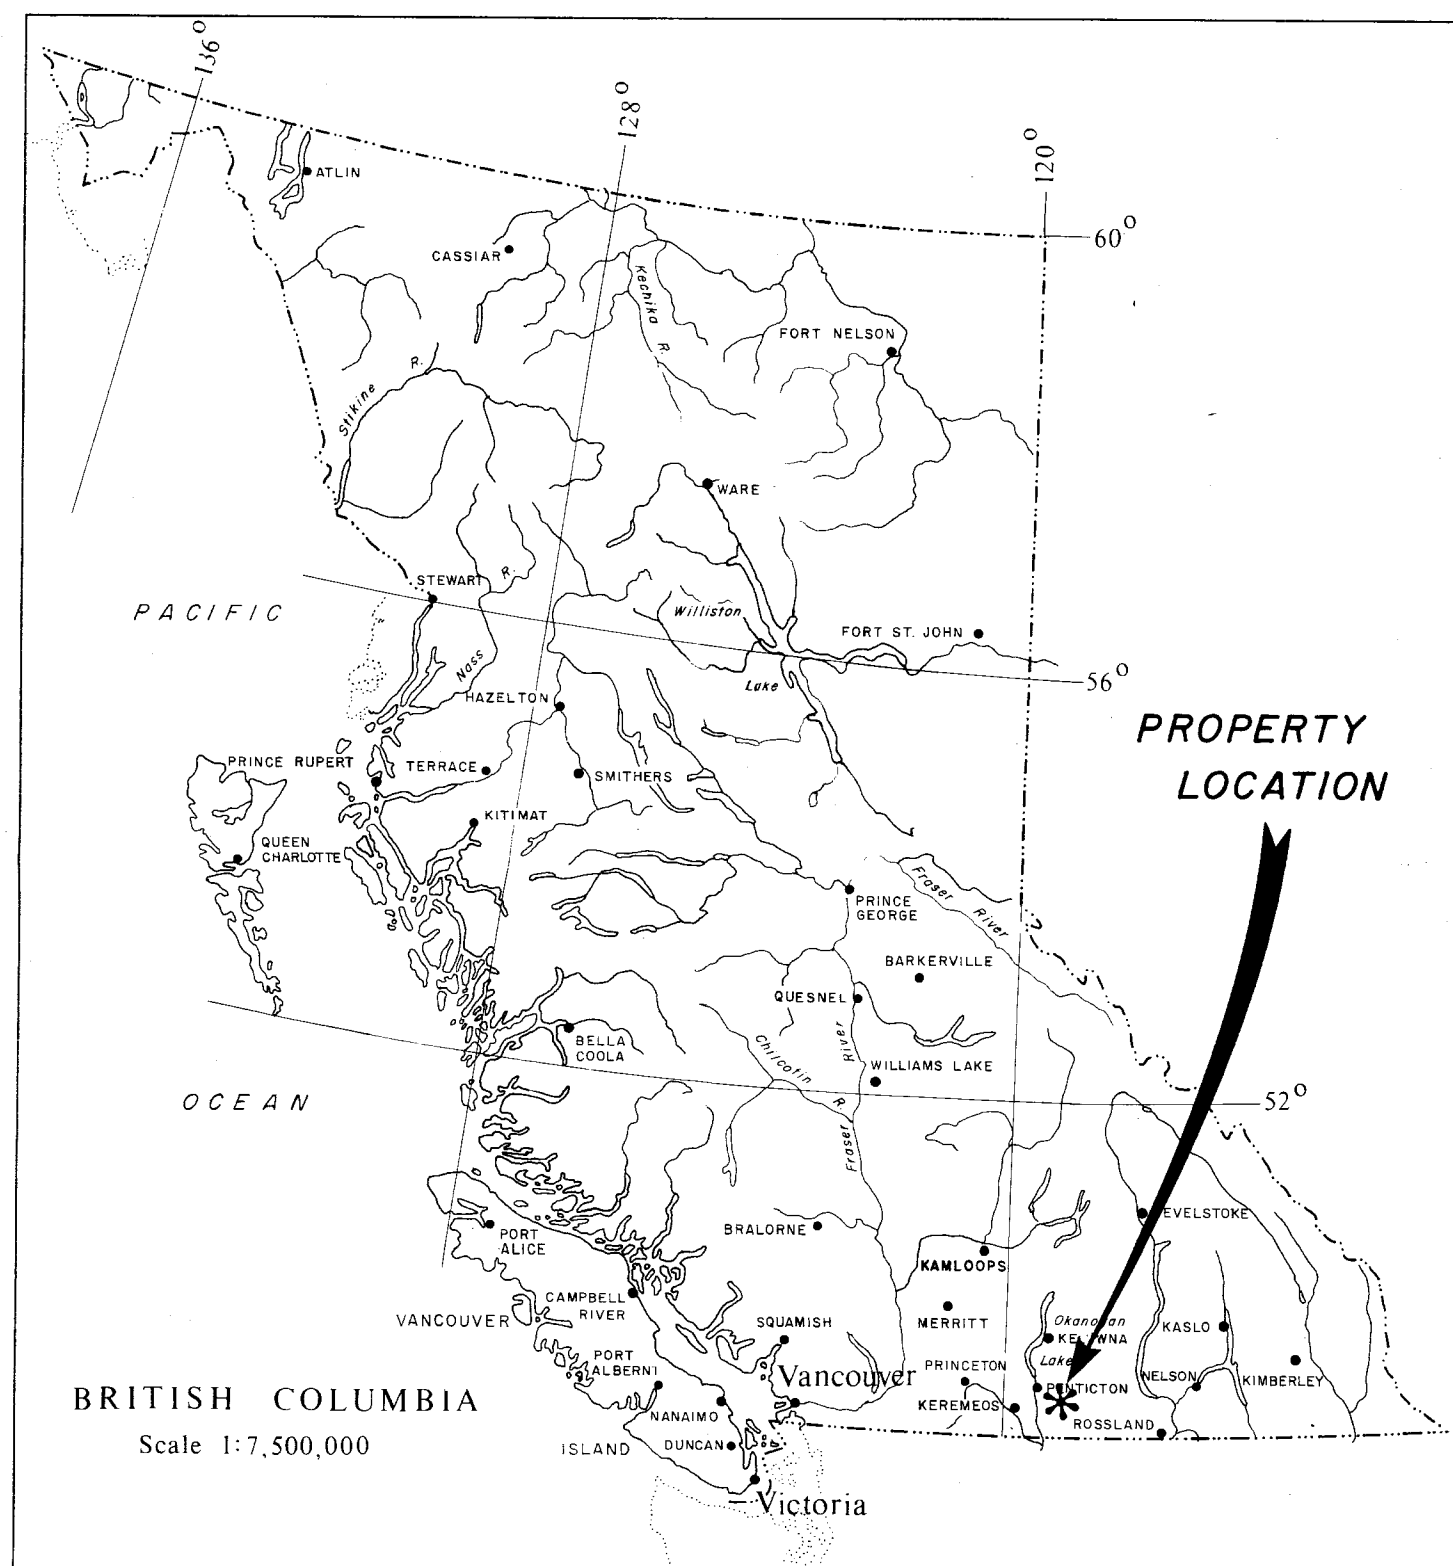 136°
128°
120°
ATLIN
60°
CASSIAR
Kechika R.
FORT NELSON
Stikine R.
WARE
STEWART
R.
PACIFIC
Williston
FORT ST. JOHN
Nass
Lake
56°
HAZELTON
PROPERTY
LOCATION
PRINCE RUPERT
TERRACE
SMITHERS
KITIMAT
QUEEN
CHARLOTTE
Fraser River
PRINCE
GEORGE
BARKERVILLE
QUESNEL
BELLA
COOLA
Chilcotin R.
Fraser River
WILLIAMS LAKE
OCEAN
52°
EVELSTOKE
PORT
ALICE
BRALORNE
KAMLOOPS
CAMPBELL
RIVER
VANCOUVER
SQUAMISH
MERRITT
Okanagan
KELOWNA
KASLO
PORT
ALBERNI
Vancouver
PRINCETON
Lake
PENTICTON
NELSON
KIMBERLEY
BRITISH COLUMBIA
NANAIMO
KEREMEOS
ROSSLAND
Scale 1:7,500,000
ISLAND
DUNCAN
Victoria